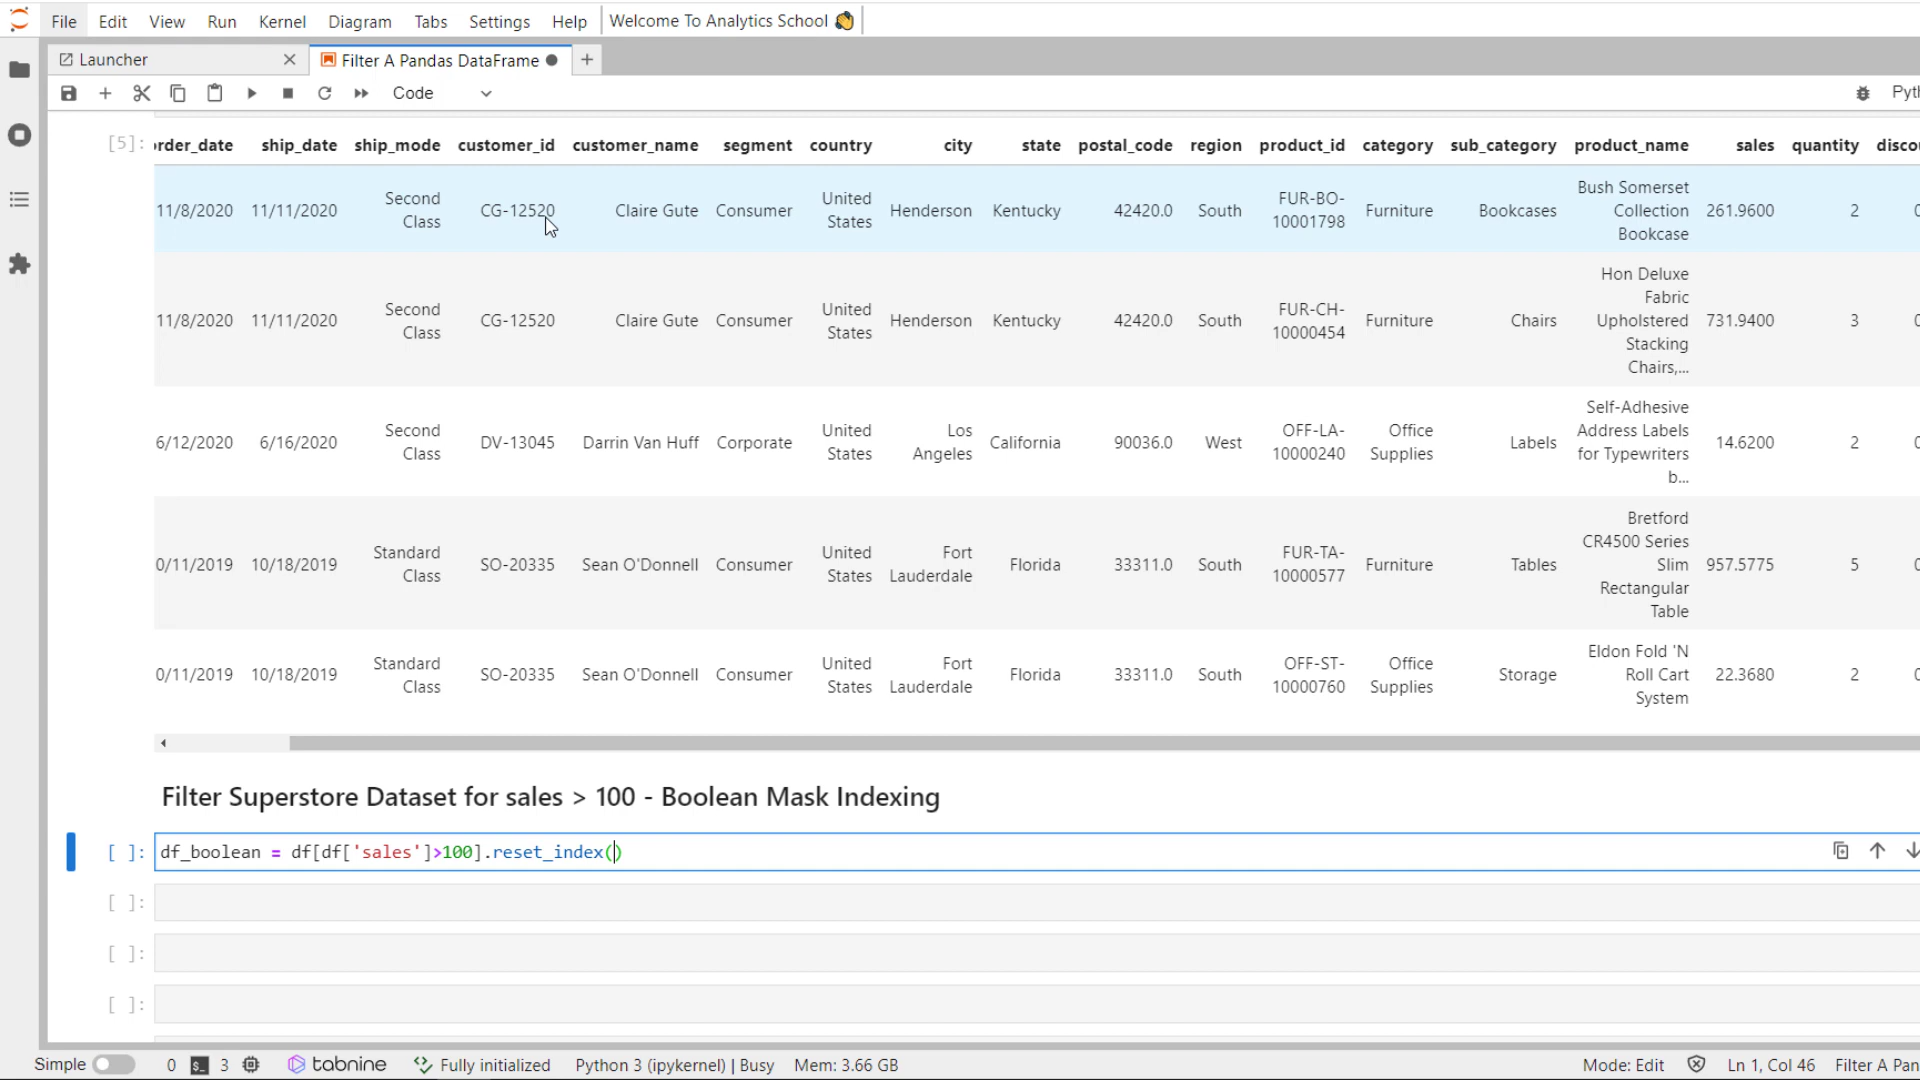 File Edit View Run Kernel Diagram Tabs Settings Help Welcome To Analytics School 👏
Launcher Filter A Pandas DataFrame
Code Pyth
[5]: order_date ship_date ship_mode customer_id customer_name segment country city state postal_code region product_id category sub_category product_name sales quantity discou
11/8/2020 11/11/2020 Second Class CG-12520 Claire Gute Consumer United States Henderson Kentucky 42420.0 South FUR-BO-10001798 Furniture Bookcases Bush Somerset Collection Bookcase 261.9600 2
11/8/2020 11/11/2020 Second Class CG-12520 Claire Gute Consumer United States Henderson Kentucky 42420.0 South FUR-CH-10000454 Furniture Chairs Hon Deluxe Fabric Upholstered Stacking Chairs,... 731.9400 3
6/12/2020 6/16/2020 Second Class DV-13045 Darrin Van Huff Corporate United States Los Angeles California 90036.0 West OFF-LA-10000240 Office Supplies Labels Self-Adhesive Address Labels for Typewriters b... 14.6200 2
0/11/2019 10/18/2019 Standard Class SO-20335 Sean O'Donnell Consumer United States Fort Lauderdale Florida 33311.0 South FUR-TA-10000577 Furniture Tables Bretford CR4500 Series Slim Rectangular Table 957.5775 5
0/11/2019 10/18/2019 Standard Class SO-20335 Sean O'Donnell Consumer United States Fort Lauderdale Florida 33311.0 South OFF-ST-10000760 Office Supplies Storage Eldon Fold 'N Roll Cart System 22.3680 2
Filter Superstore Dataset for sales > 100 - Boolean Mask Indexing
[ ]: df_boolean = df[df['sales']>100].reset_index()
[ ]:
[ ]:
[ ]:
Simple 0 3 tabnine Fully initialized Python 3 (ipykernel) | Busy Mem: 3.66 GB Mode: Edit Ln 1, Col 46 Filter A Pan